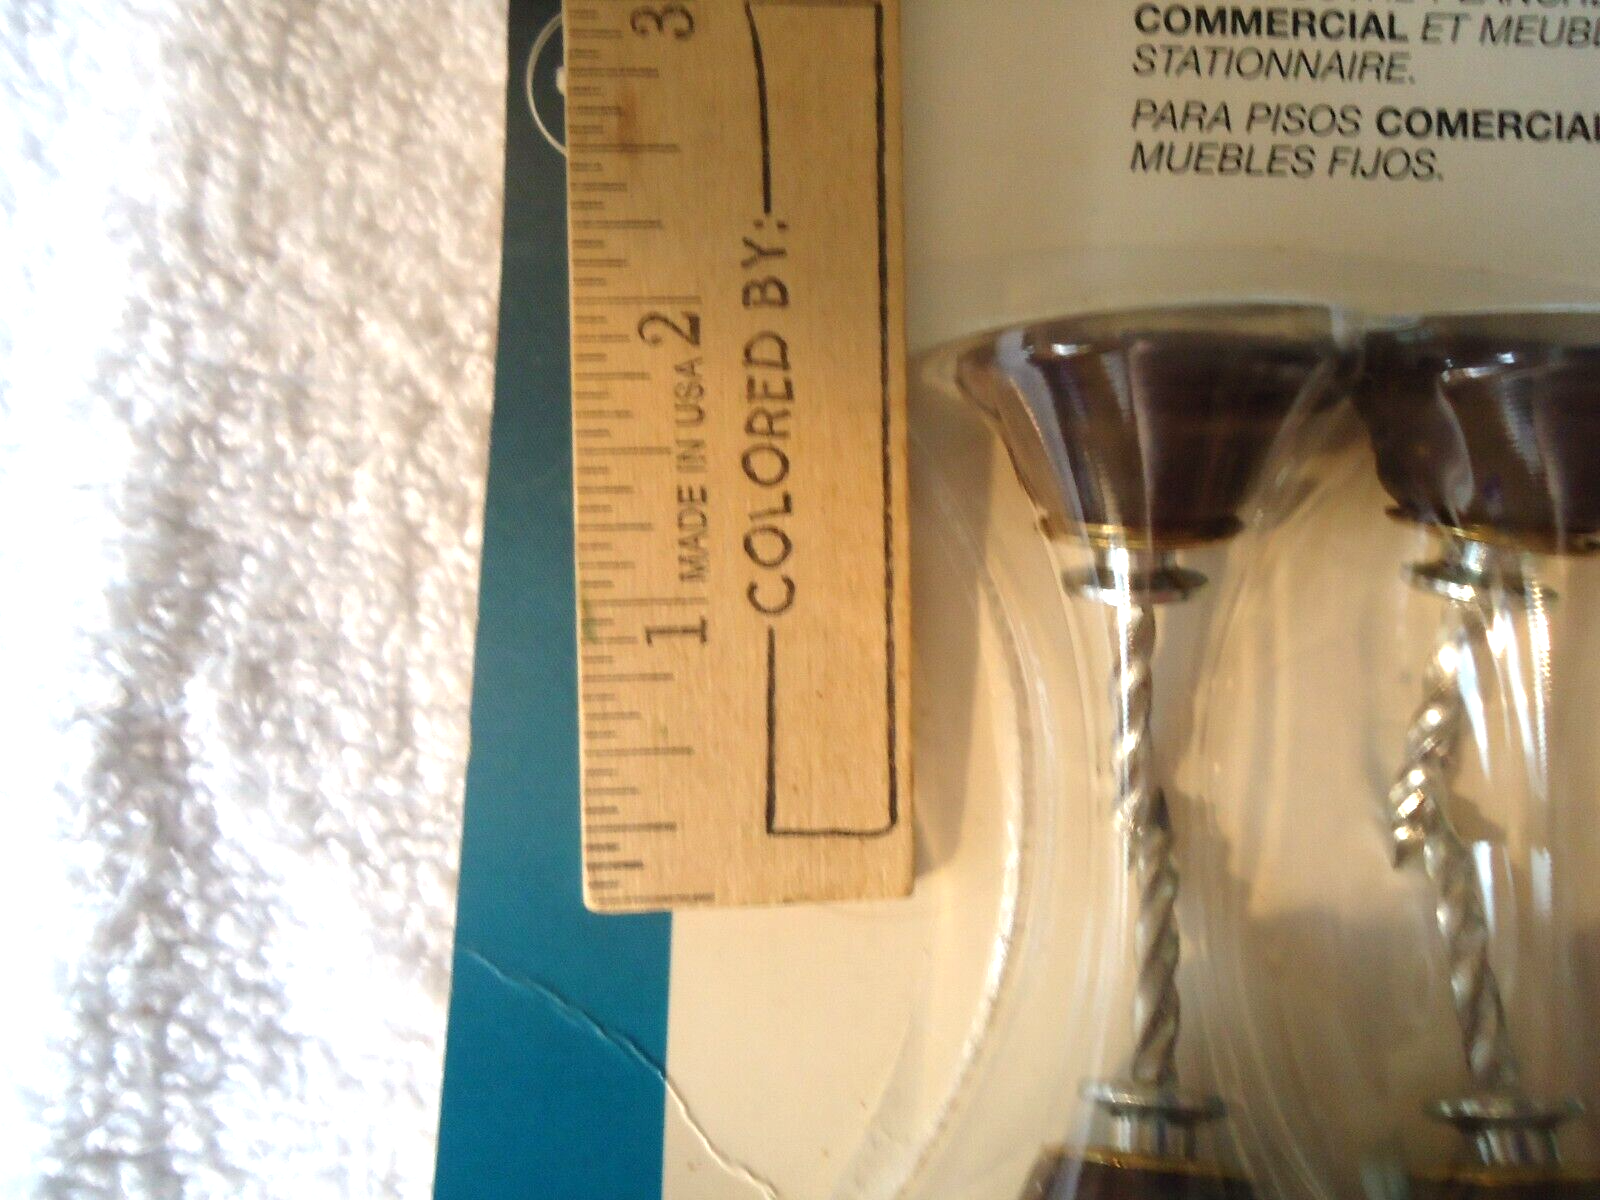 COMMERCIAL ET MEUBL
STATIONNAIRE.
PARA PISOS COMERCIAL
MUEBLES FIJOS.
3
2
1
MADE IN USA
COLORED BY: